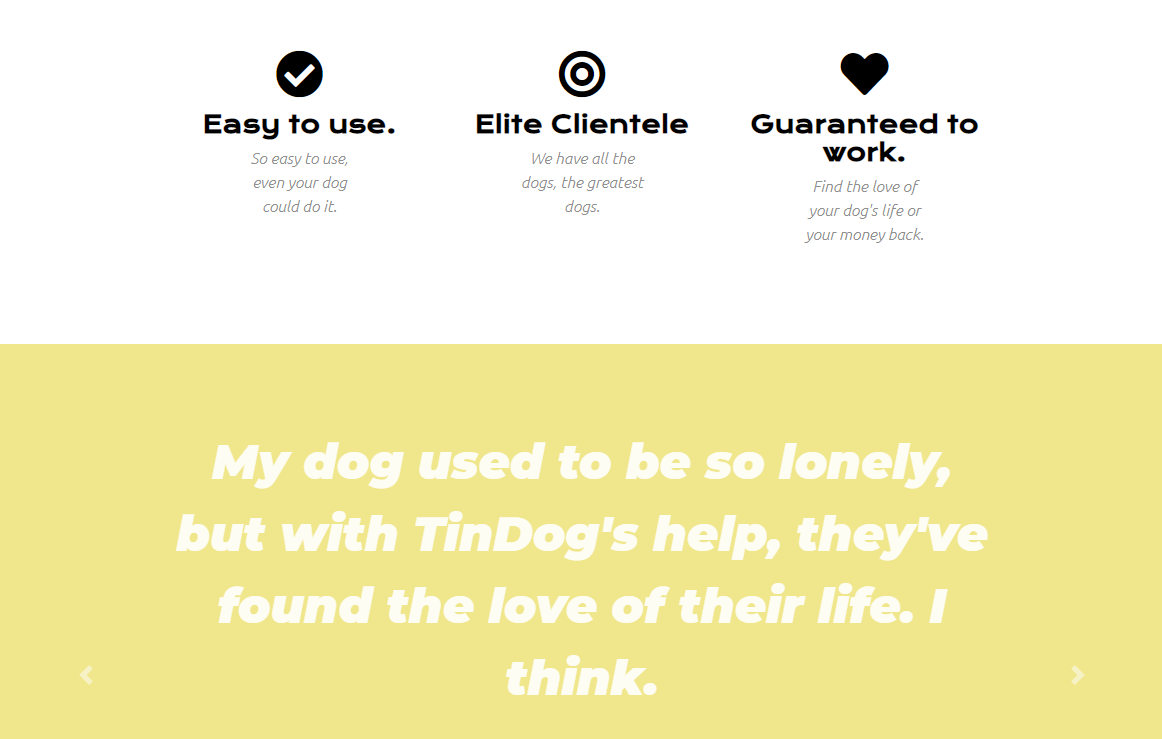 Easy to use.
So easy to use,
even your dog
could do it.
Elite Clientele
We have all the
dogs, the greatest
dogs.
Guaranteed to
work.
Find the love of
your dog's life or
your money back.
My dog used to be so lonely,
but with TinDog's help, they've
found the love of their life. I
think.